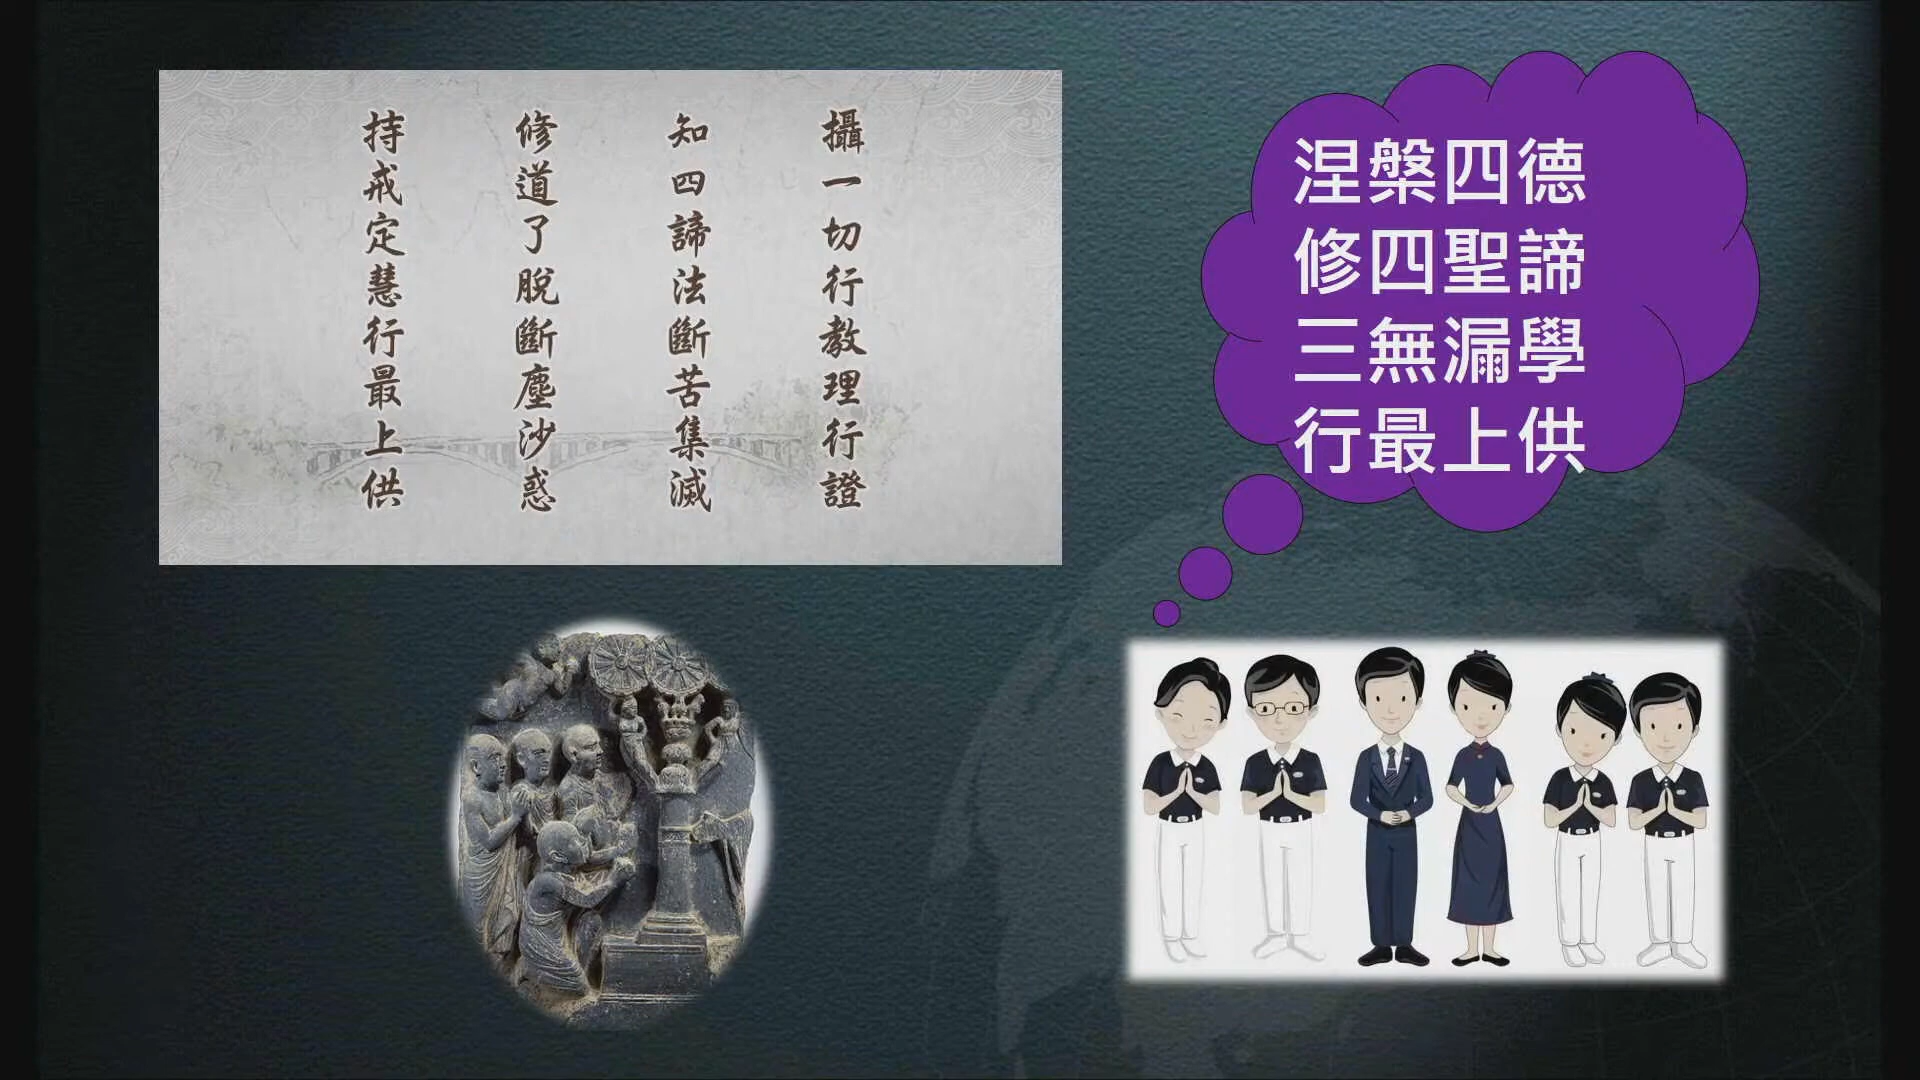 攝一切行教理行證
知四諦法斷苦集滅
修道了脫斷塵沙惑
持戒定慧行最上供
涅槃四德
修四聖諦
三無漏學
行最上供